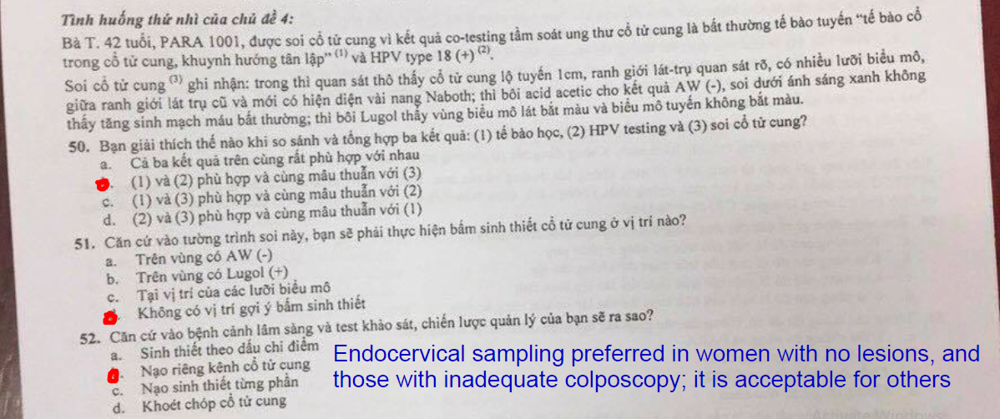 Tình huống thứ nhì của chủ đề 4:
Bà T. 42 tuổi, PARA 1001, được soi cổ tử cung vì kết quả co-testing tầm soát ung thư cổ tử cung là bất thường tế bào tuyến “tế bào cổ
trong cổ tử cung, khuynh hướng tân lập” (1) và HPV type 18 (+) (2).
Soi cổ tử cung (3) ghi nhận: trong thì quan sát thô thấy cổ tử cung lộ tuyến 1cm, ranh giới lát-trụ quan sát rõ, có nhiều lưỡi biểu mô,
giữa ranh giới lát trụ cũ và mới có hiện diện vài nang Naboth; thì bôi acid acetic cho kết quả AW (-), soi dưới ánh sáng xanh không
thấy tăng sinh mạch máu bất thường; thì bôi Lugol thấy vùng biểu mô lát bắt màu và biểu mô tuyến không bắt màu.
50. Bạn giải thích thế nào khi so sánh và tổng hợp ba kết quả: (1) tế bào học, (2) HPV testing và (3) soi cổ tử cung?
a. Cả ba kết quả trên cùng rất phù hợp với nhau
(1) và (2) phù hợp và cùng mâu thuẫn với (3)
c. (1) và (3) phù hợp và cùng mâu thuẫn với (2)
d. (2) và (3) phù hợp và cùng mâu thuẫn với (1)
51. Căn cứ vào tường trình soi này, bạn sẽ phải thực hiện bấm sinh thiết cổ tử cung ở vị trí nào?
a. Trên vùng có AW (-)
b. Trên vùng có Lugol (+)
c. Tại vị trí của các lưỡi biểu mô
Không có vị trí gợi ý bấm sinh thiết
52. Căn cứ vào bệnh cảnh lâm sàng và test khảo sát, chiến lược quản lý của bạn sẽ ra sao?
a. Sinh thiết theo dấu chỉ điểm
Nạo riêng kênh cổ tử cung
c. Nạo sinh thiết từng phần
d. Khoét chóp cổ tử cung
Endocervical sampling preferred in women with no lesions, and
those with inadequate colposcopy; it is acceptable for others
Activate Windows